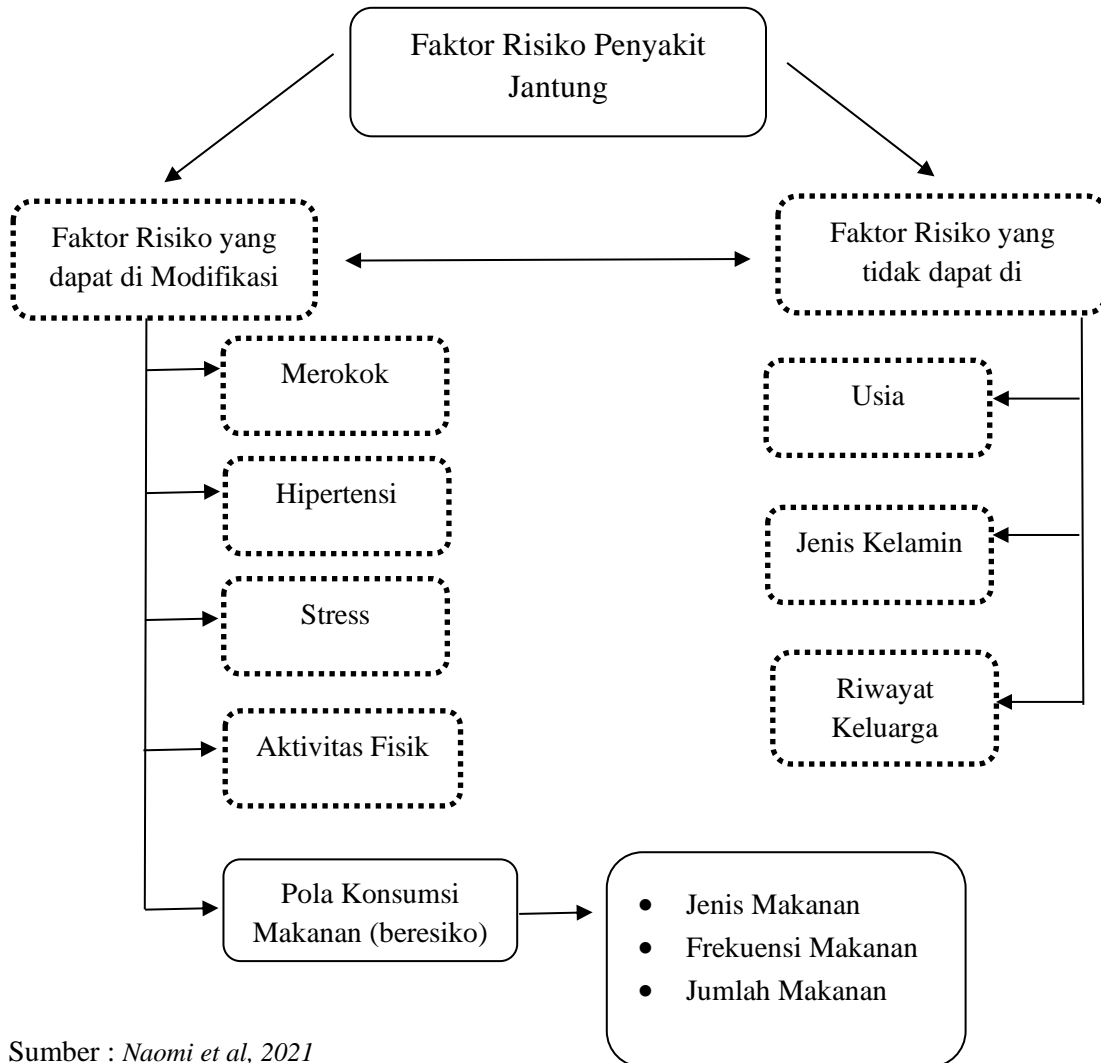 Faktor Risiko Penyakit
Jantung
Faktor Risiko yang
dapat di Modifikasi
Faktor Risiko yang
tidak dapat di
Merokok
Hipertensi
Stress
Aktivitas Fisik
Pola Konsumsi
Makanan (beresiko)
Usia
Jenis Kelamin
Riwayat
Keluarga
• Jenis Makanan
• Frekuensi Makanan
• Jumlah Makanan
Sumber : Naomi et al, 2021